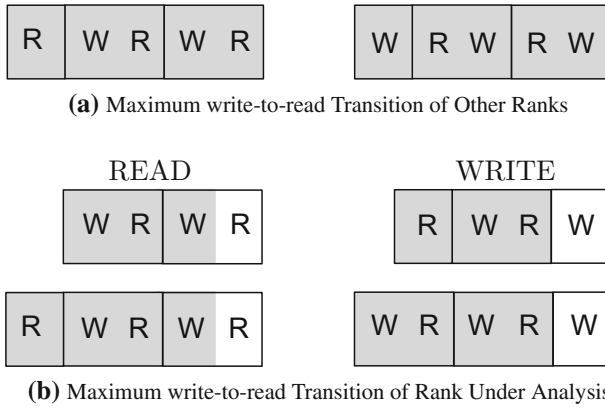 R W R W R W R W R W
(a) Maximum write-to-read Transition of Other Ranks
READ WRITE
W R W R R W R W
R W R W R W R W R W
(b) Maximum write-to-read Transition of Rank Under Analysis